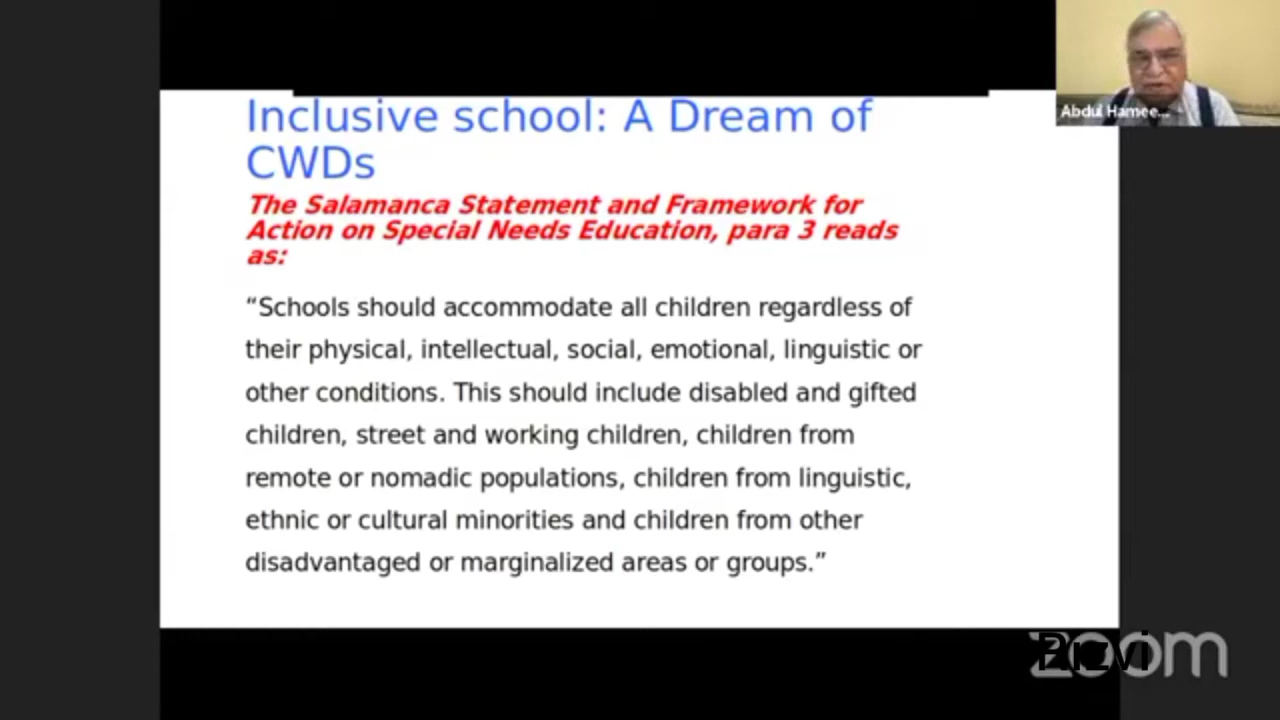 Inclusive school: A Dream of
CWDs
The Salamanca Statement and Framework for
Action on Special Needs Education, para 3 reads
as:
“Schools should accommodate all children regardless of
their physical, intellectual, social, emotional, linguistic or
other conditions. This should include disabled and gifted
children, street and working children, children from
remote or nomadic populations, children from linguistic,
ethnic or cultural minorities and children from other
disadvantaged or marginalized areas or groups.”
Abdul Hamee...
zoom